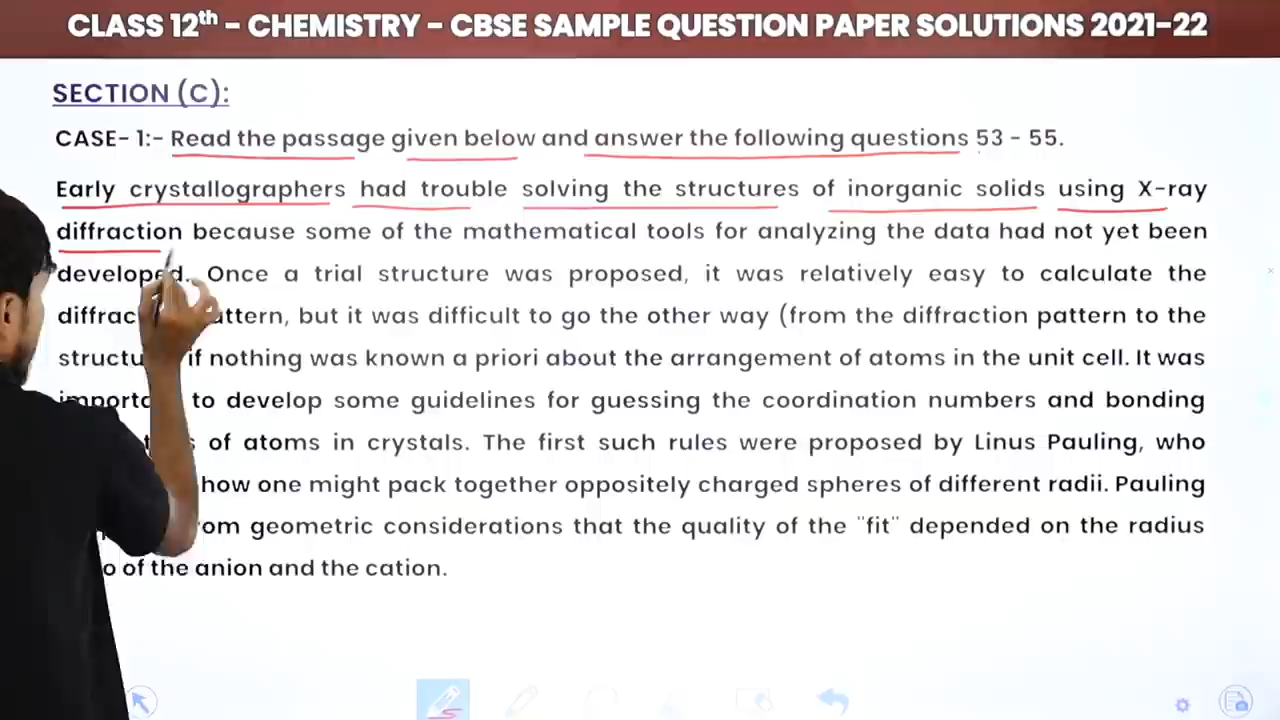 CLASS 12th - CHEMISTRY - CBSE SAMPLE QUESTION PAPER SOLUTIONS 2021-22
SECTION (C):
CASE- 1:- Read the passage given below and answer the following questions 53 - 55.
Early crystallographers had trouble solving the structures of inorganic solids using X-ray
diffraction because some of the mathematical tools for analyzing the data had not yet been
developed. Once a trial structure was proposed, it was relatively easy to calculate the
diffrac ttern, but it was difficult to go the other way (from the diffraction pattern to the
structu if nothing was known a priori about the arrangement of atoms in the unit cell. It was
importa to develop some guidelines for guessing the coordination numbers and bonding
of atoms in crystals. The first such rules were proposed by Linus Pauling, who
how one might pack together oppositely charged spheres of different radii. Pauling
om geometric considerations that the quality of the "fit" depended on the radius
o of the anion and the cation.